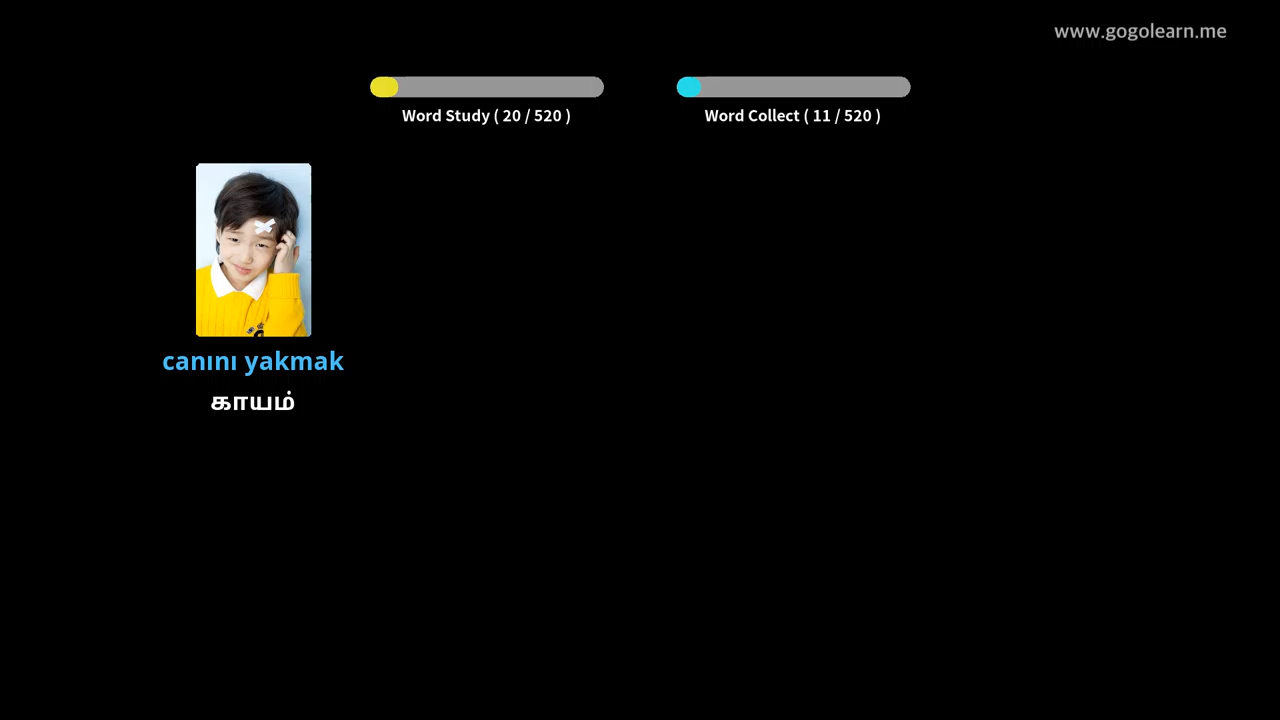 www.gogolearn.me
Word Study ( 20 / 520 )
Word Collect ( 11 / 520 )
canını yakmak
காயம்